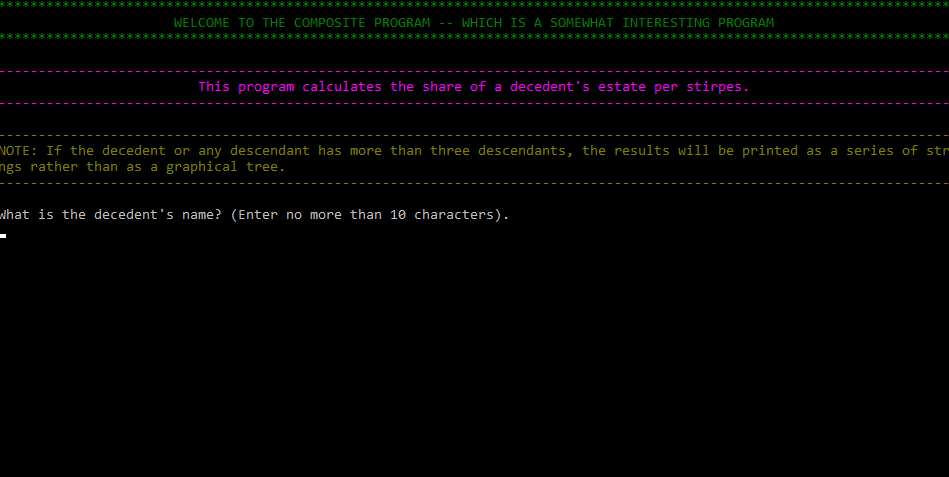 WELCOME TO THE COMPOSITE PROGRAM -- WHICH IS A SOMEWHAT INTERESTING PROGRAM
This program calculates the share of a decedent's estate per stirpes.
NOTE: If the decedent or any descendant has more than three descendants, the results will be printed as a series of str
ngs rather than as a graphical tree.
What is the decedent's name? (Enter no more than 10 characters).